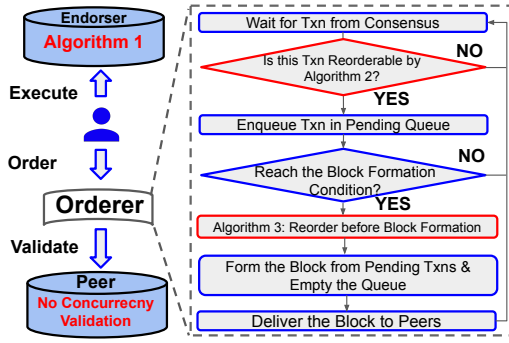 Endorser
Algorithm 1
Execute
Order
Orderer
Validate
Peer
No Concurrecny
Validation
Wait for Txn from Consensus
NO
Is this Txn Reorderable by
Algorithm 2?
YES
Enqueue Txn in Pending Queue
NO
Reach the Block Formation
Condition?
YES
Algorithm 3: Reorder before Block Formation
Form the Block from Pending Txns &
Empty the Queue
Deliver the Block to Peers